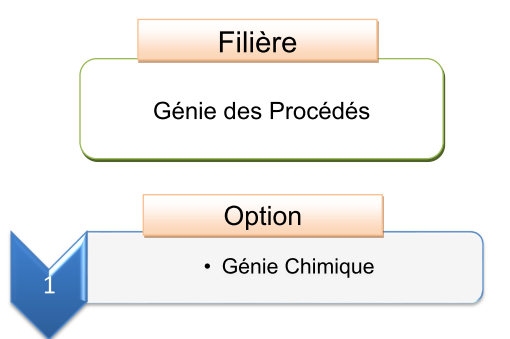 Filière
Génie des Procédés
Option
1
• Génie Chimique